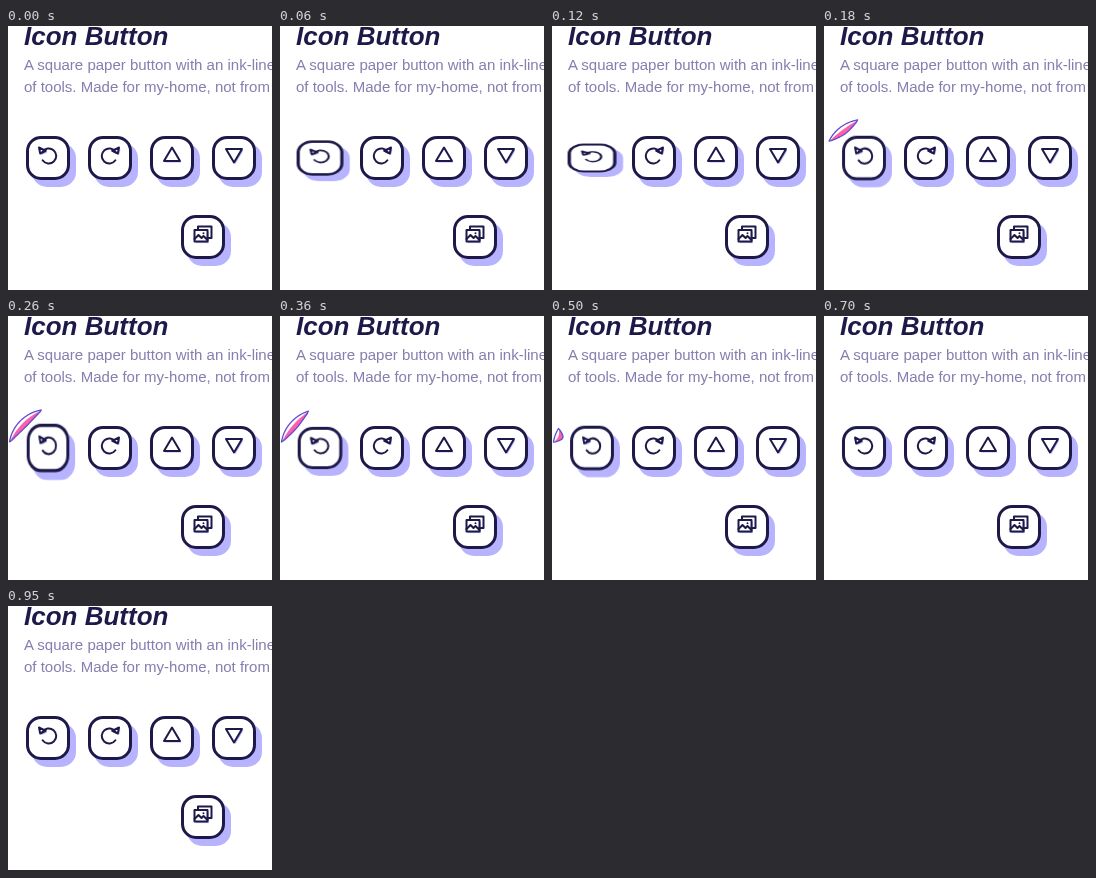 0.00 s
0.06 s
0.12 s
0.18 s
Icon Button
Icon Button
Icon Button
Icon Button
A square paper button with an ink-line
A square paper button with an ink-line
A square paper button with an ink-line
A square paper button with an ink-line
of tools. Made for my-home, not from
of tools. Made for my-home, not from
of tools. Made for my-home, not from
of tools. Made for my-home, not from
0.26 s
0.36 s
0.50 s
0.70 s
Icon Button
Icon Button
Icon Button
Icon Button
A square paper button with an ink-line
A square paper button with an ink-line
A square paper button with an ink-line
A square paper button with an ink-line
of tools. Made for my-home, not from
of tools. Made for my-home, not from
of tools. Made for my-home, not from
of tools. Made for my-home, not from
0.95 s
Icon Button
A square paper button with an ink-line
of tools. Made for my-home, not from